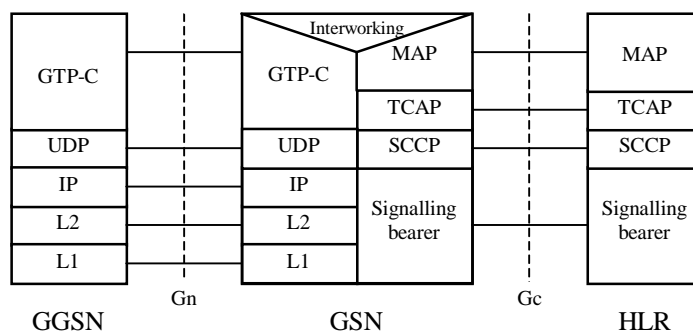 Interworking
GTP-C
GTP-C
MAP
MAP
TCAP
TCAP
UDP
UDP
SCCP
SCCP
IP
IP
L2
L2
Signalling
bearer
Signalling
bearer
L1
L1
Gn
Gc
GGSN
GSN
HLR